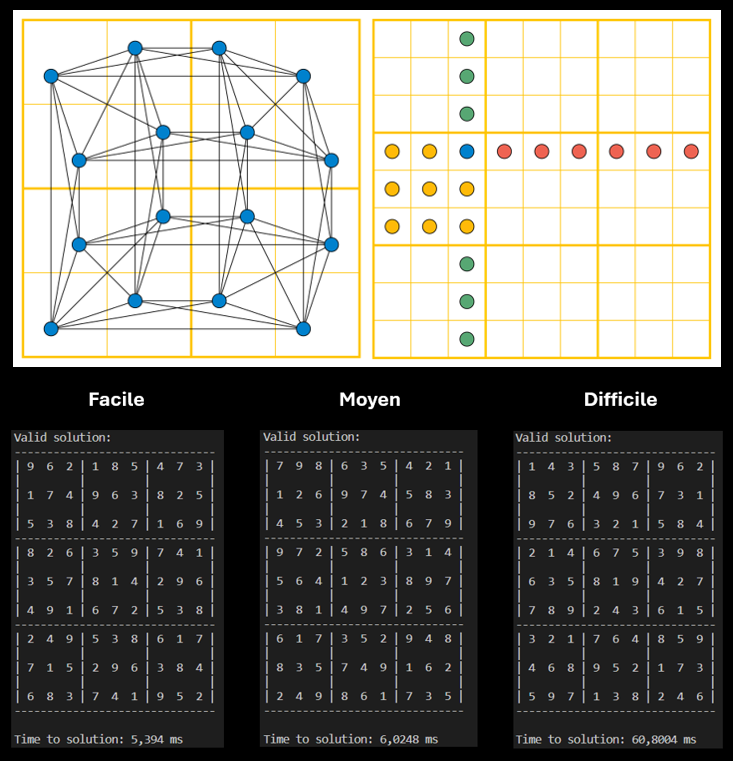 Facile
Moyen
Difficile
Valid solution:
-------------------------
| 9 6 2 | 1 8 5 | 4 7 3 |
| 1 7 4 | 9 6 3 | 8 2 5 |
| 5 3 8 | 4 2 7 | 1 6 9 |
-------------------------
| 8 2 6 | 3 5 9 | 7 4 1 |
| 3 5 7 | 8 1 4 | 2 9 6 |
| 4 9 1 | 6 7 2 | 5 3 8 |
-------------------------
| 2 4 9 | 5 3 8 | 6 1 7 |
| 7 1 5 | 2 9 6 | 3 8 4 |
| 6 8 3 | 7 4 1 | 9 5 2 |
-------------------------
Time to solution: 5,394 ms
Valid solution:
-------------------------
| 7 9 8 | 6 3 5 | 4 2 1 |
| 1 2 6 | 9 7 4 | 5 8 3 |
| 4 5 3 | 2 1 8 | 6 7 9 |
-------------------------
| 9 7 2 | 5 8 6 | 3 1 4 |
| 5 6 4 | 1 2 3 | 8 9 7 |
| 3 8 1 | 4 9 7 | 2 5 6 |
-------------------------
| 6 1 7 | 3 5 2 | 9 4 8 |
| 8 3 5 | 7 4 9 | 1 6 2 |
| 2 4 9 | 8 6 1 | 7 3 5 |
-------------------------
Time to solution: 6,0248 ms
Valid solution:
-------------------------
| 1 4 3 | 5 8 7 | 9 6 2 |
| 8 5 2 | 4 9 6 | 7 3 1 |
| 9 7 6 | 3 2 1 | 5 8 4 |
-------------------------
| 2 1 4 | 6 7 5 | 3 9 8 |
| 6 3 5 | 8 1 9 | 4 2 7 |
| 7 8 9 | 2 4 3 | 6 1 5 |
-------------------------
| 3 2 1 | 7 6 4 | 8 5 9 |
| 4 6 8 | 9 5 2 | 1 7 3 |
| 5 9 7 | 1 3 8 | 2 4 6 |
-------------------------
Time to solution: 60,8004 ms